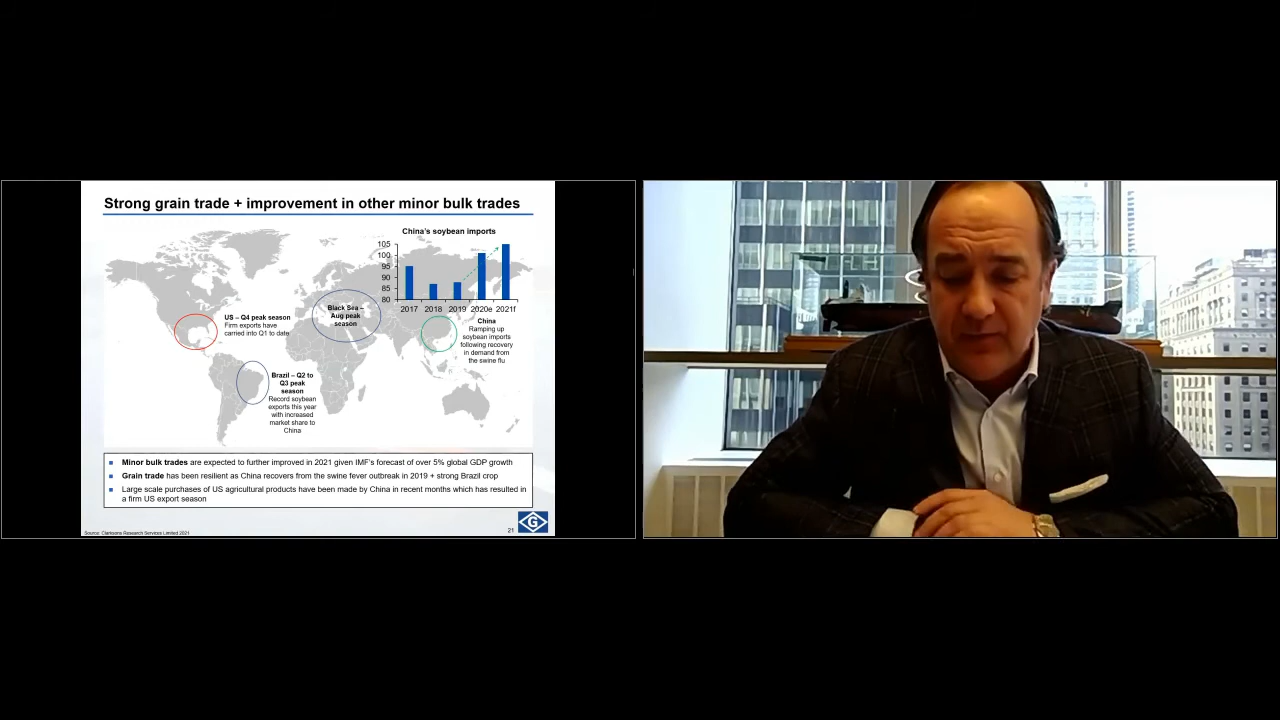 Strong grain trade + improvement in other minor bulk trades
China's soybean imports
105
100
95
90
85
80
2017 2018 2019 2020e 2021f
US – Q4 peak season
Firm exports have
carried into Q1 to date
Black Sea –
Aug peak
season
China
Ramping up
soybean imports
following recovery
in demand from
the swine flu
Brazil – Q2 to
Q3 peak
season
Record soybean
exports this year
with increased
market share to
China
Minor bulk trades are expected to further improved in 2021 given IMF's forecast of over 5% global GDP growth
Grain trade has been resilient as China recovers from the swine fever outbreak in 2019 + strong Brazil crop
Large scale purchases of US agricultural products have been made by China in recent months which has resulted in
a firm US export season
G
21
Source: Clarksons Research Services Limited 2021